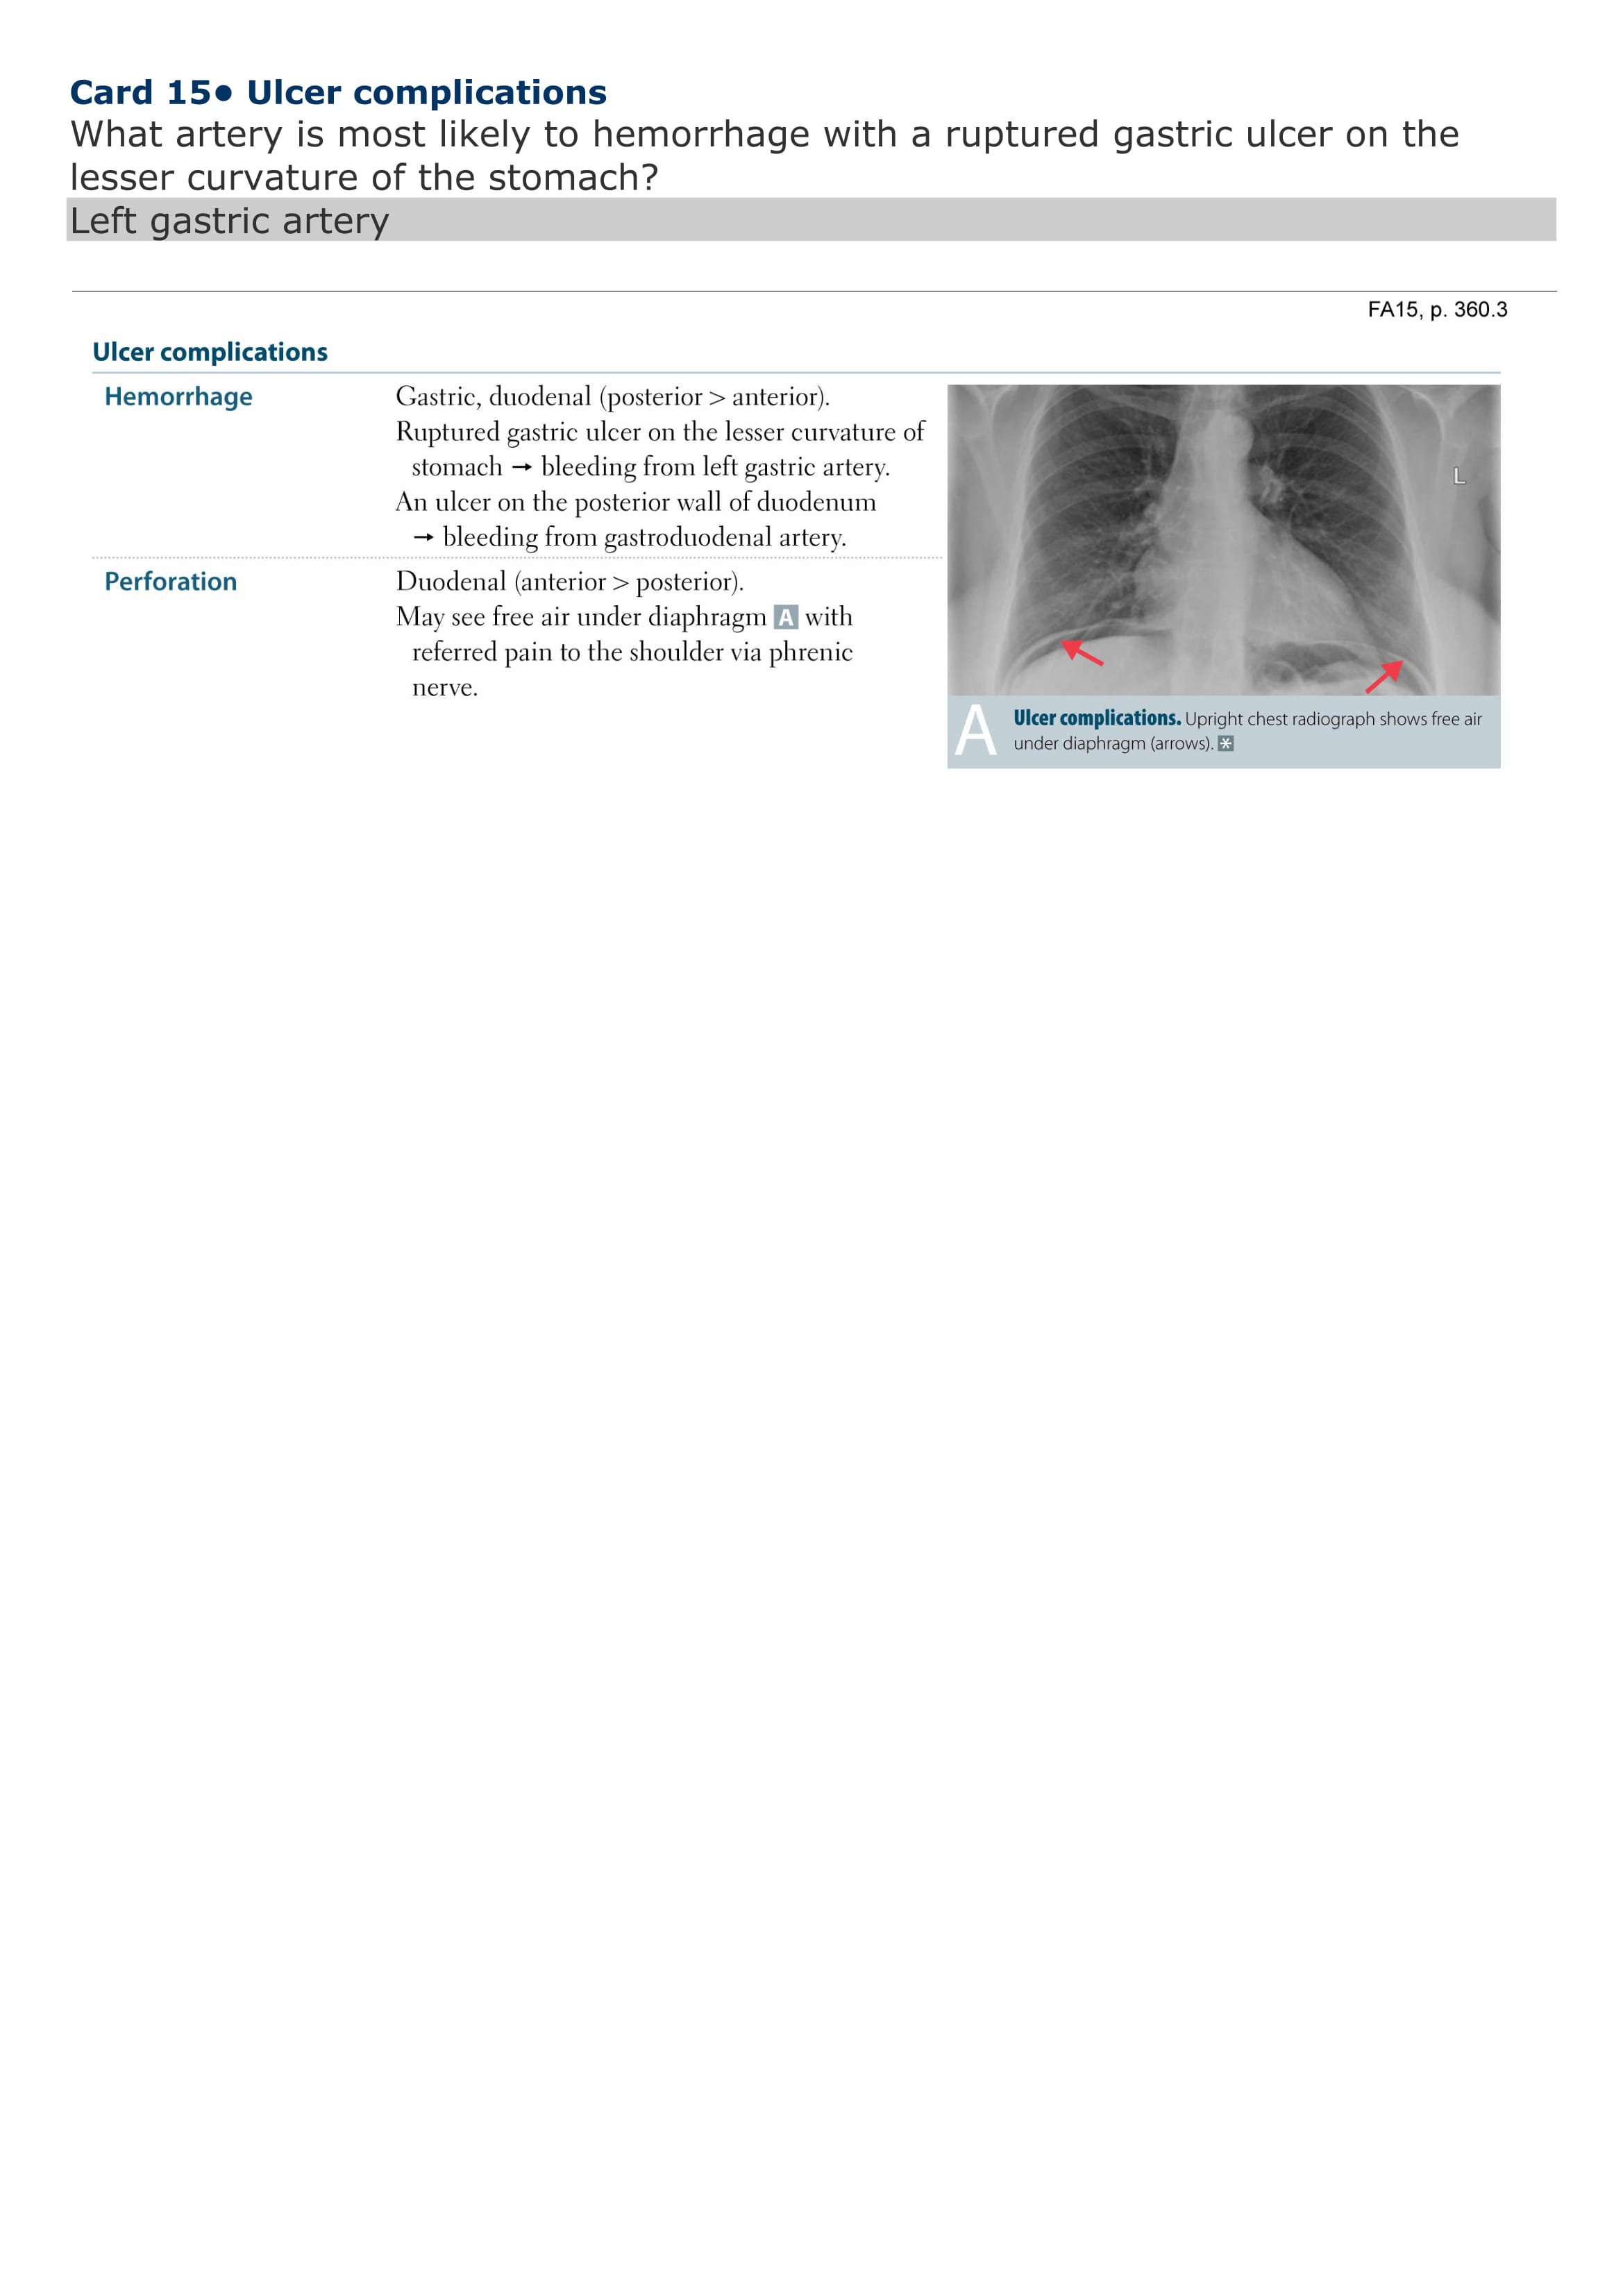 Card 15● Ulcer complications
What artery is most likely to hemorrhage with a ruptured gastric ulcer on the
lesser curvature of the stomach?
Left gastric artery
FA15, p. 360.3
Ulcer complications
Hemorrhage
Gastric, duodenal (posterior > anterior).
Ruptured gastric ulcer on the lesser curvature of
stomach → bleeding from left gastric artery.
An ulcer on the posterior wall of duodenum
→ bleeding from gastroduodenal artery.
Perforation
Duodenal (anterior > posterior).
May see free air under diaphragm A with
referred pain to the shoulder via phrenic
nerve.
L
A
Ulcer complications. Upright chest radiograph shows free air
under diaphragm (arrows). *